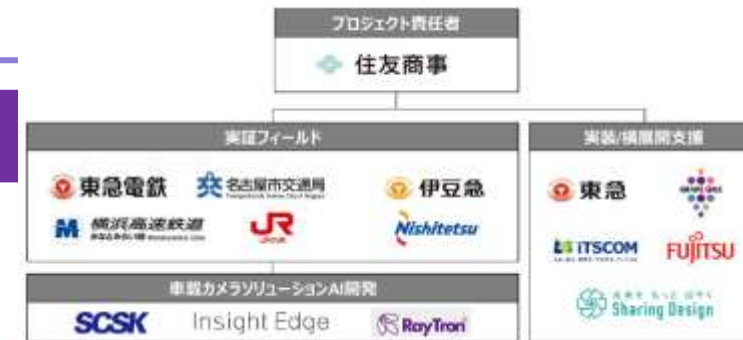 プロジェクト責任者
住友商事
実証フィールド
東急電鉄
名古屋市交通局
伊豆急
横浜高速鉄道
JR
Nishitetsu
車載カメラソリューションAI開発
SCSK
Insight Edge
RayTron
実装/横展開支援
東急
iTSCOM
FUJITSU
Sharing Design